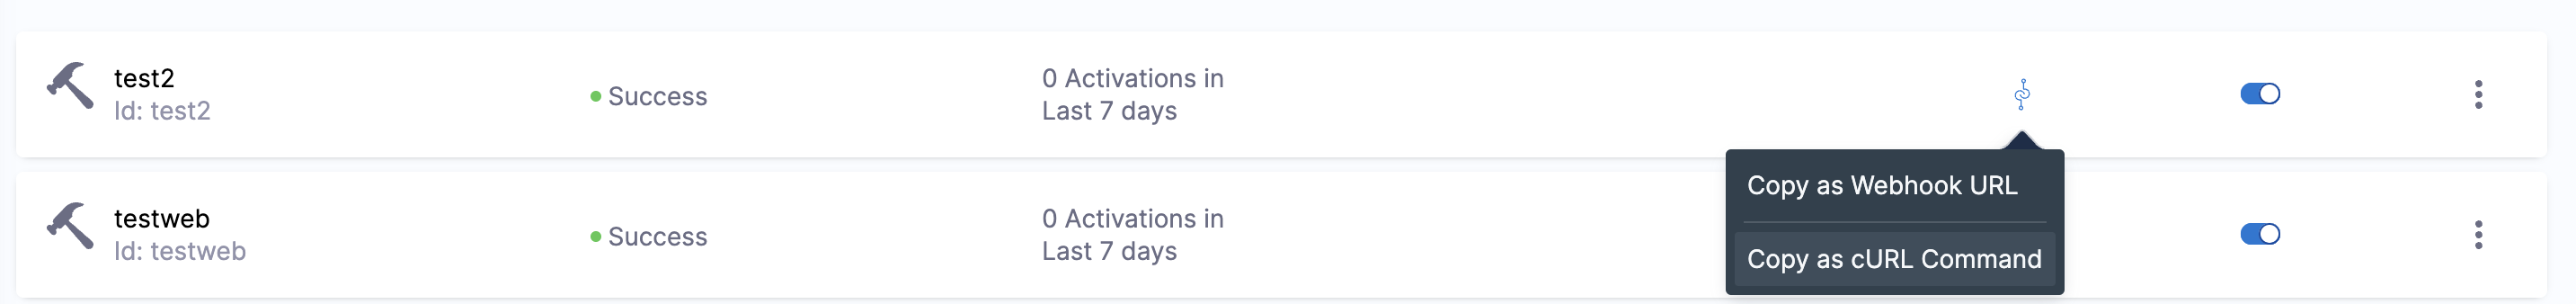 test2
Id: test2
Success
0 Activations in
Last 7 days
Copy as Webhook URL
Copy as cURL Command
testweb
Id: testweb
Success
0 Activations in
Last 7 days